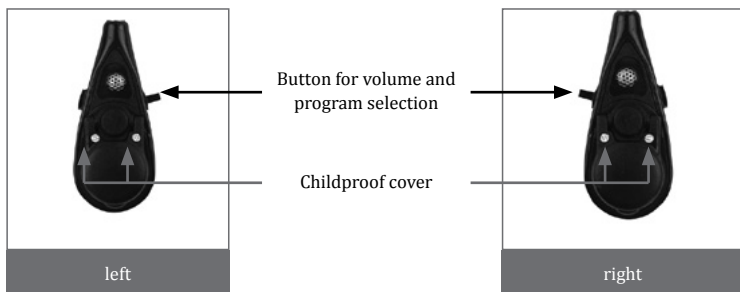 Button for volume and
program selection
Childproof cover
left
right